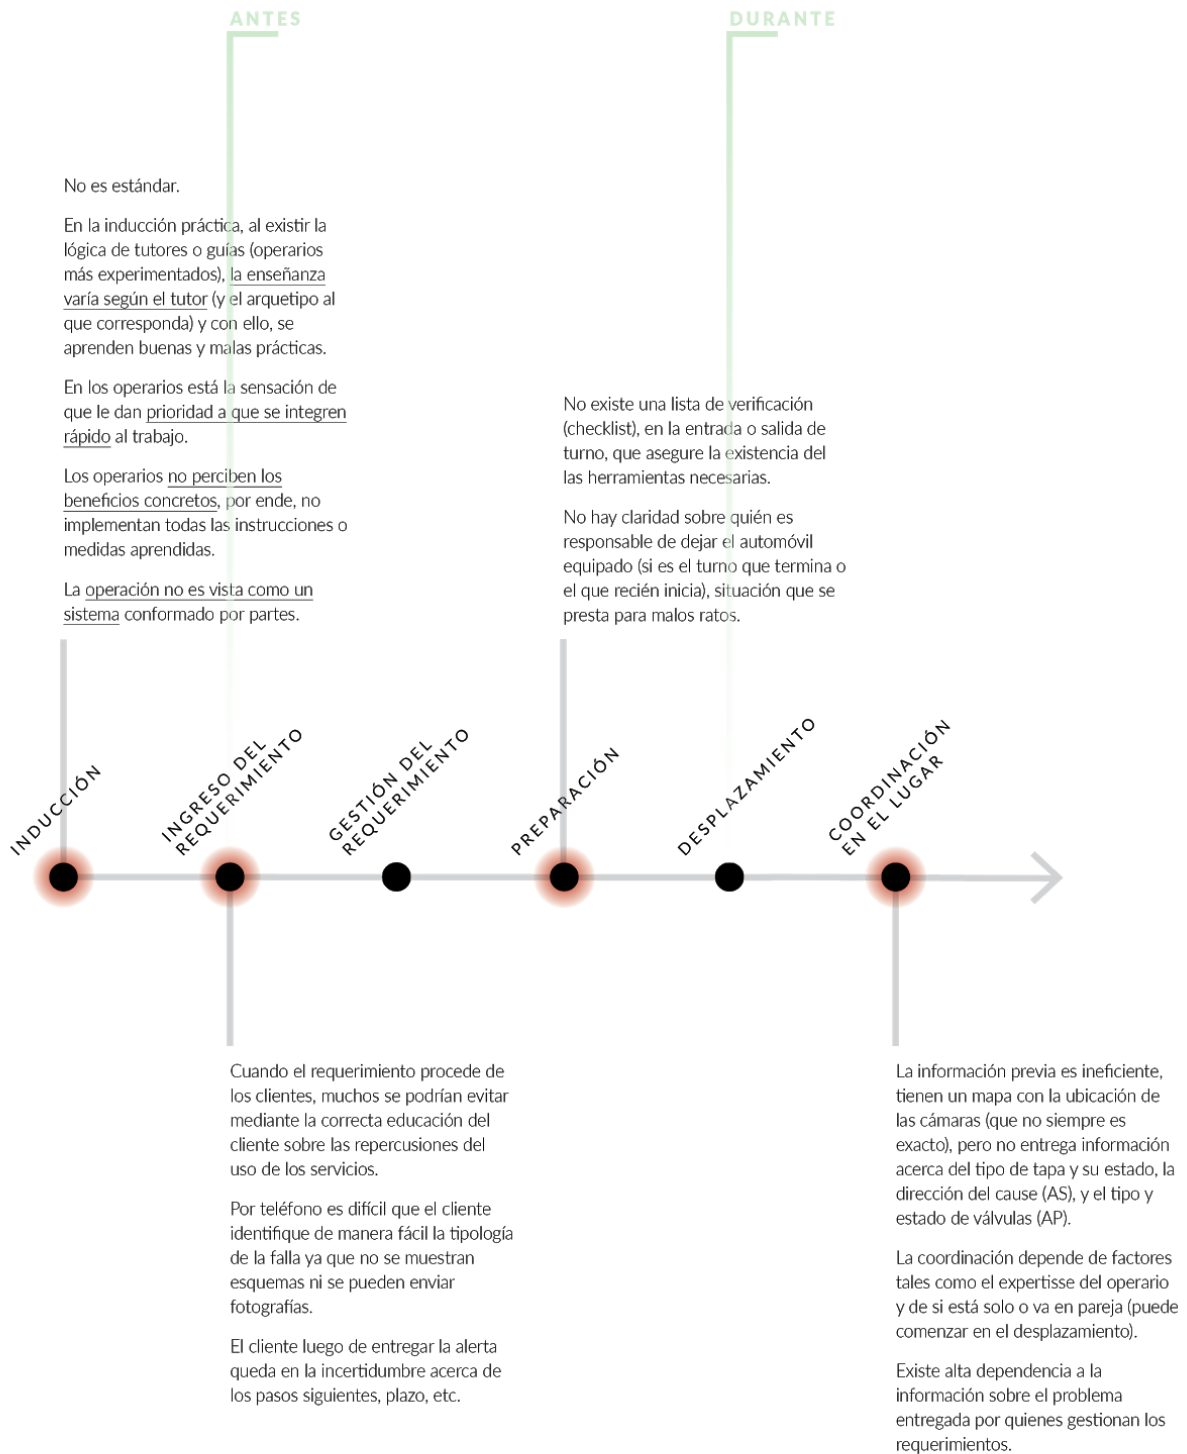 ANTES
DURANTE
No es estándar.
En la inducción práctica, al existir la
lógica de tutores o guías (operarios
más experimentados), la enseñanza
varía según el tutor (y el arquetipo al
que corresponda) y con ello, se
aprenden buenas y malas prácticas.
En los operarios está la sensación de
que le dan prioridad a que se integren
rápido al trabajo.
Los operarios no perciben los
beneficios concretos, por ende, no
implementan todas las instrucciones o
medidas aprendidas.
La operación no es vista como un
sistema conformado por partes.
No existe una lista de verificación
(checklist), en la entrada o salida de
turno, que asegure la existencia del
las herramientas necesarias.
No hay claridad sobre quién es
responsable de dejar el automóvil
equipado (si es el turno que termina o
el que recién inicia), situación que se
presta para malos ratos.
INDUCCIÓN
INGRESO DEL
REQUERIMIENTO
GESTIÓN DEL
REQUERIMIENTO
PREPARACIÓN
DESPLAZAMIENTO
COORDINACIÓN
EN EL LUGAR
Cuando el requerimiento procede de
los clientes, muchos se podrían evitar
mediante la correcta educación del
cliente sobre las repercusiones del
uso de los servicios.
Por teléfono es difícil que el cliente
identifique de manera fácil la tipología
de la falla ya que no se muestran
esquemas ni se pueden enviar
fotografías.
El cliente luego de entregar la alerta
queda en la incertidumbre acerca de
los pasos siguientes, plazo, etc.
La información previa es ineficiente,
tienen un mapa con la ubicación de
las cámaras (que no siempre es
exacto), pero no entrega información
acerca del tipo de tapa y su estado, la
dirección del cause (AS), y el tipo y
estado de válvulas (AP).
La coordinación depende de factores
tales como el expertisse del operario
y de si está solo o va en pareja (puede
comenzar en el desplazamiento).
Existe alta dependencia a la
información sobre el problema
entregada por quienes gestionan los
requerimientos.